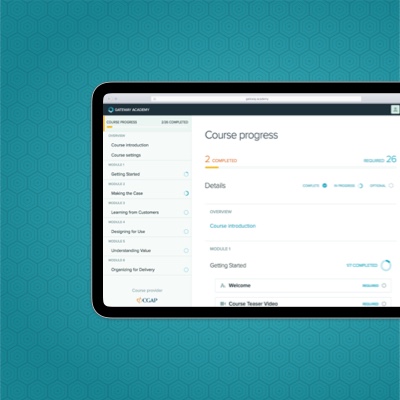 GATEWAY ACADEMY
COURSE PROGRESS 2/26 COMPLETED
OVERVIEW
Course introduction
Course settings
MODULE 1
Getting Started
MODULE 2
Making the Case
MODULE 3
Learning from Customers
MODULE 4
Designing for Use
MODULE 5
Understanding Value
MODULE 6
Organizing for Delivery
Course provider
CGAP
Course progress
2 COMPLETED
REQUIRED 26
Details
COMPLETE
IN PROGRESS
OPTIONAL
OVERVIEW
Course introduction
MODULE 1
Getting Started
COMPLETED
Welcome
REQUIRED
Course Teaser Video
REQUIRED